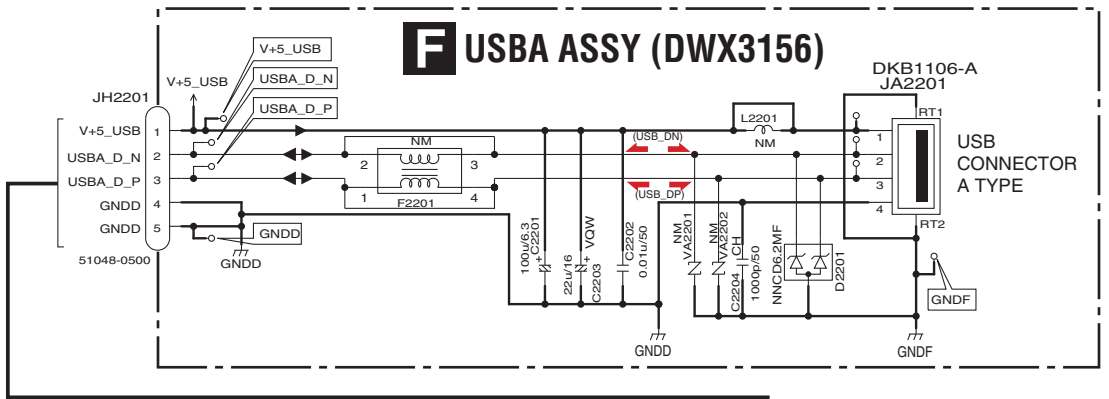 F USBA ASSY (DWX3156)
V+5_USB
USBA_D_N
USBA_D_P
V+5_USB
JH2201
V+5_USB 1
USBA_D_N 2
USBA_D_P 3
GNDD 4
GNDD 5
51048-0500
GNDD
GNDD
NM
2 3
1 4
F2201
100u/6.3
C2201
+
22u/16
VQW
C2203
+
C2202
0.01u/50
(USB_DN)
(USB_DP)
L2201
NM
NM
VA2201
NM
VA2202
CH
C2204
1000p/50
NNCD6.2MF
D2201
GNDD
DKB1106-A
JA2201
RT1
1
2
3
4
RT2
USB
CONNECTOR
A TYPE
GNDF
GNDF